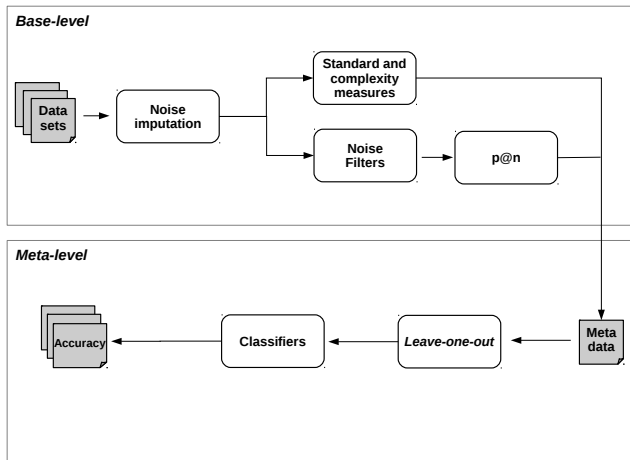 Base-level
Data
sets
Noise
imputation
Standard and
complexity
measures
Noise
Filters
p@n
Meta-level
Accuracy
Classifiers
Leave-one-out
Meta
data